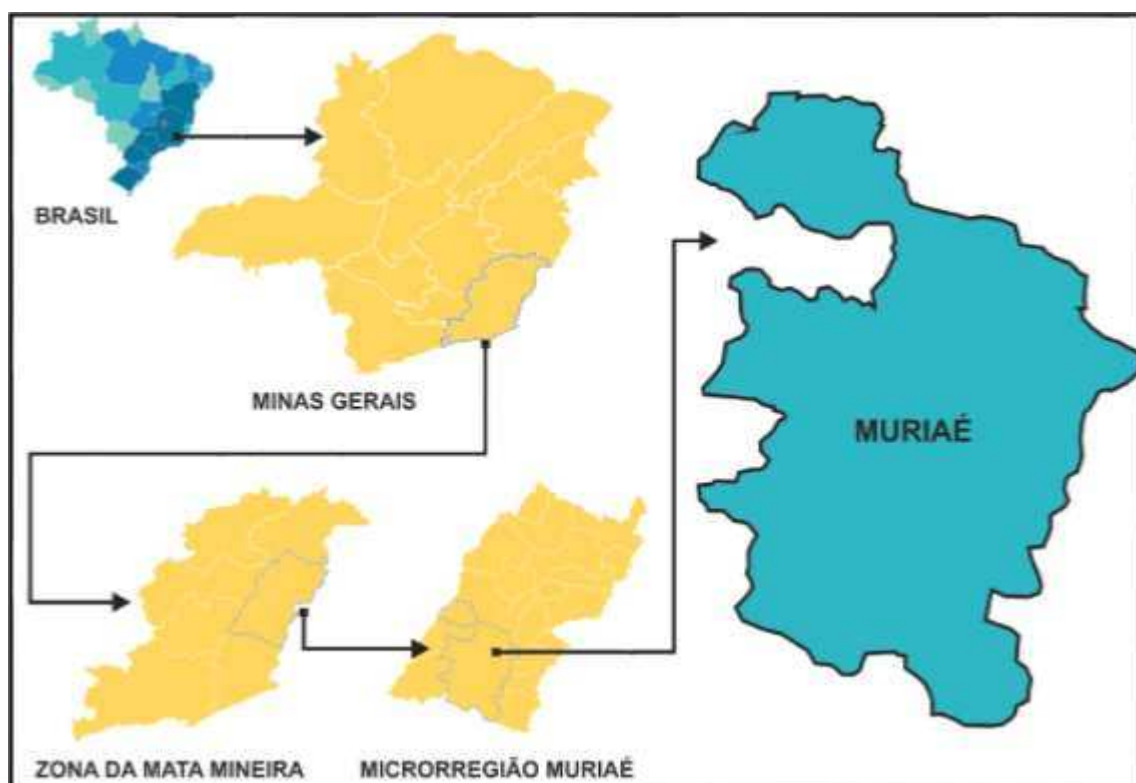 BRASIL
MINAS GERAIS
MURIAÉ
ZONA DA MATA MINEIRA
MICRORREGIÃO MURIAÉ